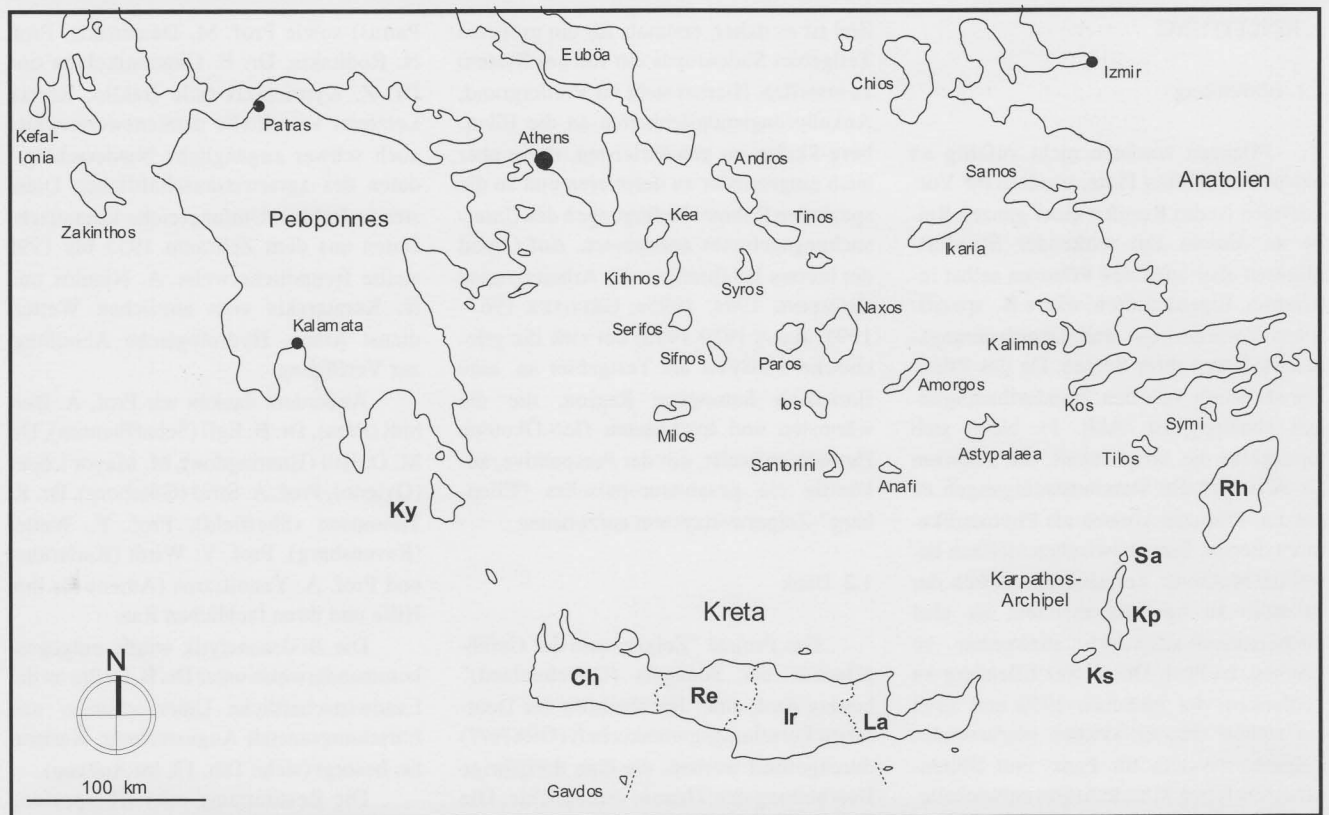 Euböa
Chios
Izmir
Kefal-
Ionia
Patras
Athens
Andros
Samos
Anatolien
Zakinthos
Peloponnes
Kea
Tinos
Ikaria
Kithnos
Syros
Naxos
Serifos
Kalamata
Sifnos
Paros
Kalimnos
Amorgos
Ios
Kos
Milos
Symi
Astypalaea
Tilos
Santorini
Anafi
Rh
Ky
Sa
Karpathos-
Archipel
Kp
Kreta
N
Ch
Re
Ks
Ir
La
100 km
Gavdos